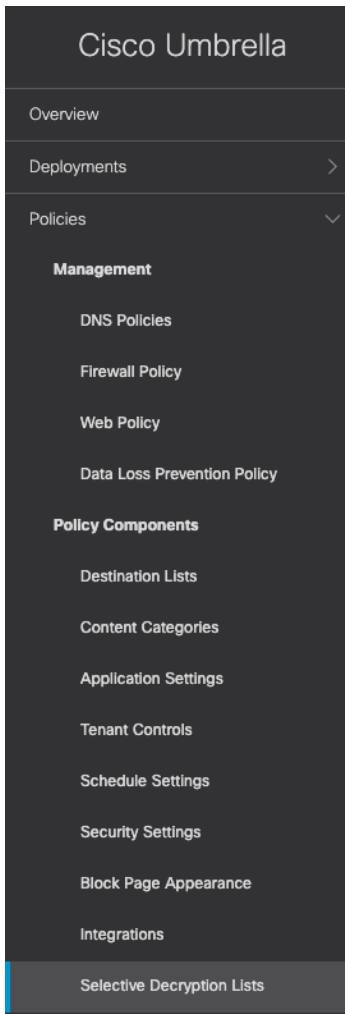 Cisco Umbrella
Overview
Deployments
Policies
Management
DNS Policies
Firewall Policy
Web Policy
Data Loss Prevention Policy
Policy Components
Destination Lists
Content Categories
Application Settings
Tenant Controls
Schedule Settings
Security Settings
Block Page Appearance
Integrations
Selective Decryption Lists